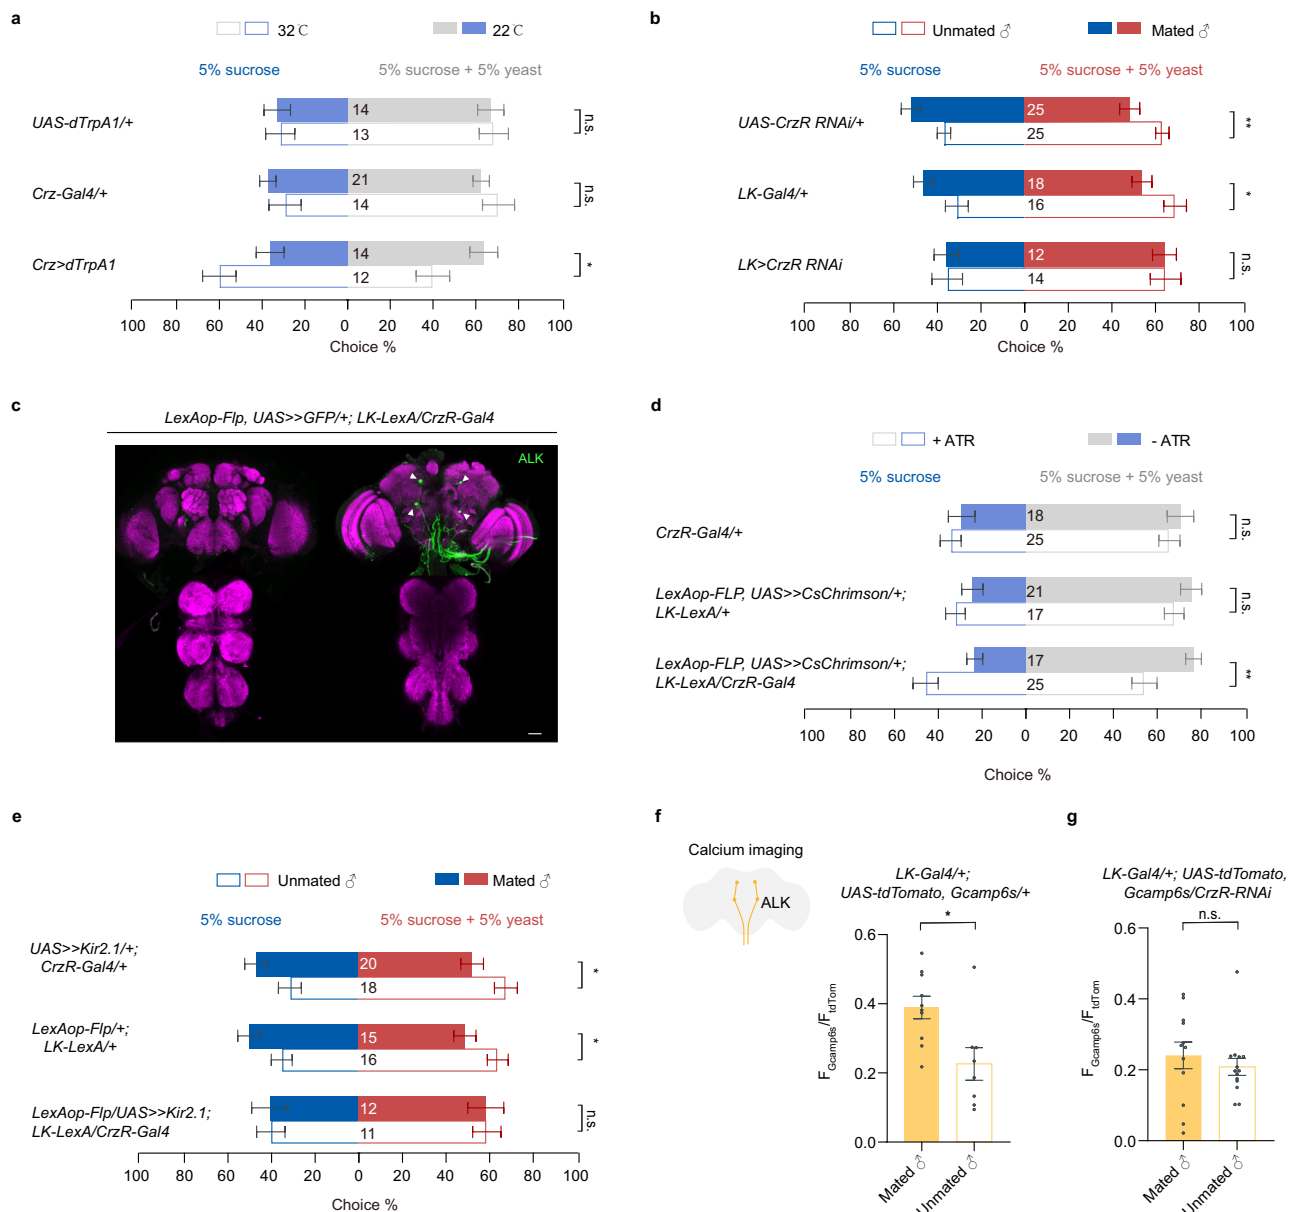 a
32℃ 22℃
5% sucrose 5% sucrose + 5% yeast
UAS-dTrpA1/+ 14 n.s.
13
Crz-Gal4/+ 21 n.s.
14
Crz>dTrpA1 14 *
12
100 80 60 40 20 0 20 40 60 80 100
Choice %
b
Unmated ♂ Mated ♂
5% sucrose 5% sucrose + 5% yeast
UAS-CrzR RNAi/+ 25 **
25
LK-Gal4/+ 18 *
16
LK>CrzR RNAi 12 n.s.
14
100 80 60 40 20 0 20 40 60 80 100
Choice %
c
LexAop-Flp, UAS>>GFP/+; LK-LexA/CrzR-Gal4
ALK
d
+ ATR - ATR
5% sucrose 5% sucrose + 5% yeast
CrzR-Gal4/+ 18 n.s.
25
LexAop-FLP, UAS>>CsChrimson/+; 21 n.s.
LK-LexA/+ 17
LexAop-FLP, UAS>>CsChrimson/+; 17 **
LK-LexA/CrzR-Gal4 25
100 80 60 40 20 0 20 40 60 80 100
Choice %
e
Unmated ♂ Mated ♂
5% sucrose 5% sucrose + 5% yeast
UAS>>Kir2.1/+; 20 *
CrzR-Gal4/+ 18
LexAop-Flp/+; 15 *
LK-LexA/+ 16
LexAop-Flp/UAS>>Kir2.1; 12 n.s.
LK-LexA/CrzR-Gal4 11
100 80 60 40 20 0 20 40 60 80 100
Choice %
f
Calcium imaging
ALK
LK-Gal4/+;
UAS-tdTomato, Gcamp6s/+
*
0.6
0.4
0.2
0.0
F Gcamp6s/F tdTom
Mated ♂ Unmated ♂
g
LK-Gal4/+; UAS-tdTomato,
Gcamp6s/CrzR-RNAi
n.s.
0.6
0.4
0.2
0.0
F Gcamp6s/F tdTom
Mated ♂ Unmated ♂